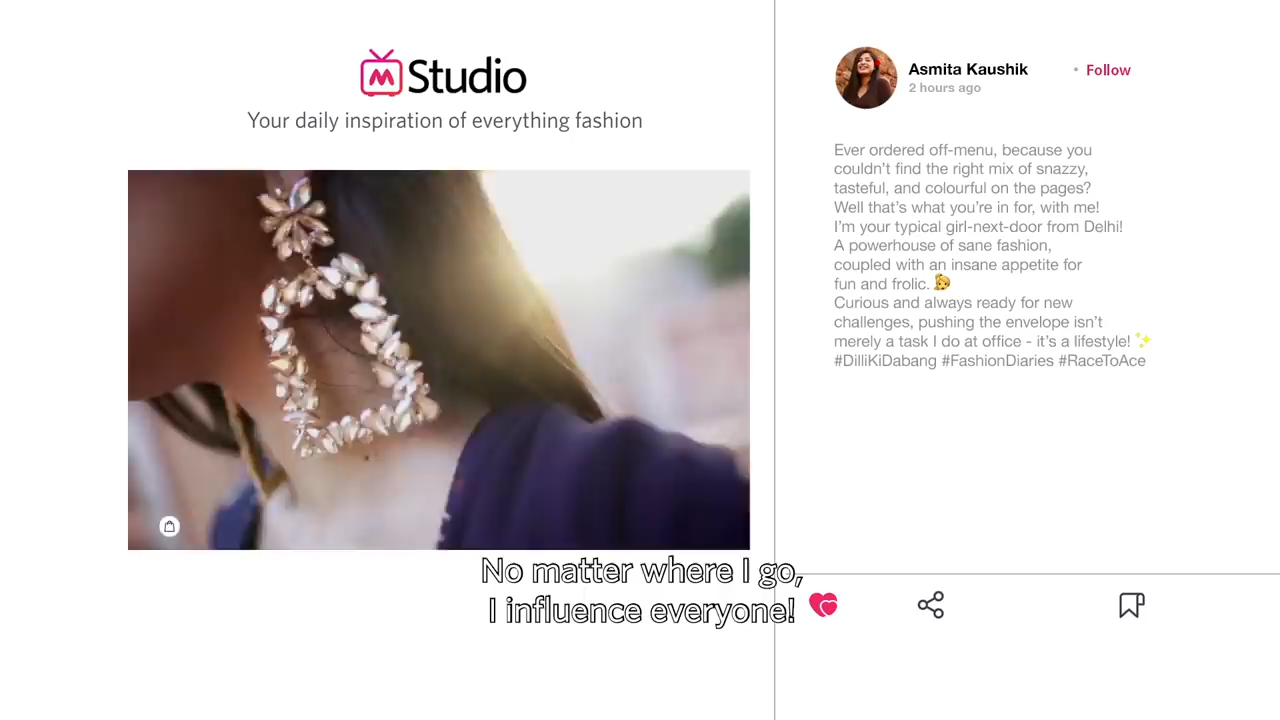 Studio
Your daily inspiration of everything fashion
Asmita Kaushik
• Follow
2 hours ago
Ever ordered off-menu, because you
couldn't find the right mix of snazzy,
tasteful, and colourful on the pages?
Well that's what you're in for, with me!
I'm your typical girl-next-door from Delhi!
A powerhouse of sane fashion,
coupled with an insane appetite for
fun and frolic.
Curious and always ready for new
challenges, pushing the envelope isn't
merely a task I do at office - it's a lifestyle!
#DilliKiDabang #FashionDiaries #RaceToAce
No matter where I go,
I influence everyone!